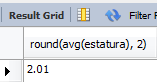 Result Grid Filter
round(avg(estatura), 2)
2.01